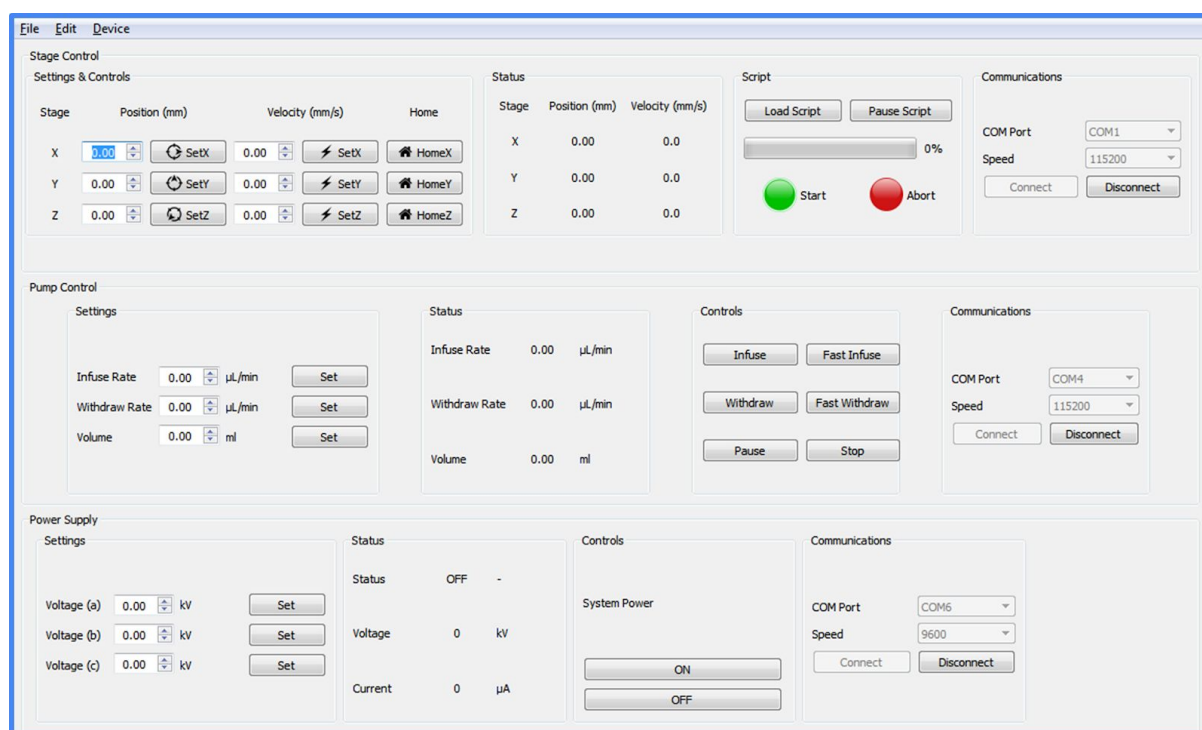 File Edit Device
Stage Control
Settings & Controls Status Script Communications
Stage Position (mm) Velocity (mm/s) Home Stage Position (mm) Velocity (mm/s) Load Script Pause Script
X 0.00 SetX 0.00 SetX HomeX X 0.00 0.0 0% COM Port COM1
Speed 115200
Y 0.00 SetY 0.00 SetY HomeY Y 0.00 0.0 Start Abort Connect Disconnect
Z 0.00 SetZ 0.00 SetZ HomeZ Z 0.00 0.0
Pump Control
Settings Status Controls Communications
Infuse Rate 0.00 µL/min Infuse Fast Infuse
Infuse Rate 0.00 µL/min Set COM Port COM4
Withdraw Rate 0.00 µL/min Set Withdraw Rate 0.00 µL/min Withdraw Fast Withdraw Speed 115200
Volume 0.00 ml Set Connect Disconnect
Volume 0.00 ml Pause Stop
Power Supply
Settings Status Controls Communications
Status OFF -
Voltage (a) 0.00 kV Set System Power COM Port COM6
Voltage (b) 0.00 kV Set Voltage 0 kV Speed 9600
Voltage (c) 0.00 kV Set ON Connect Disconnect
Current 0 µA OFF